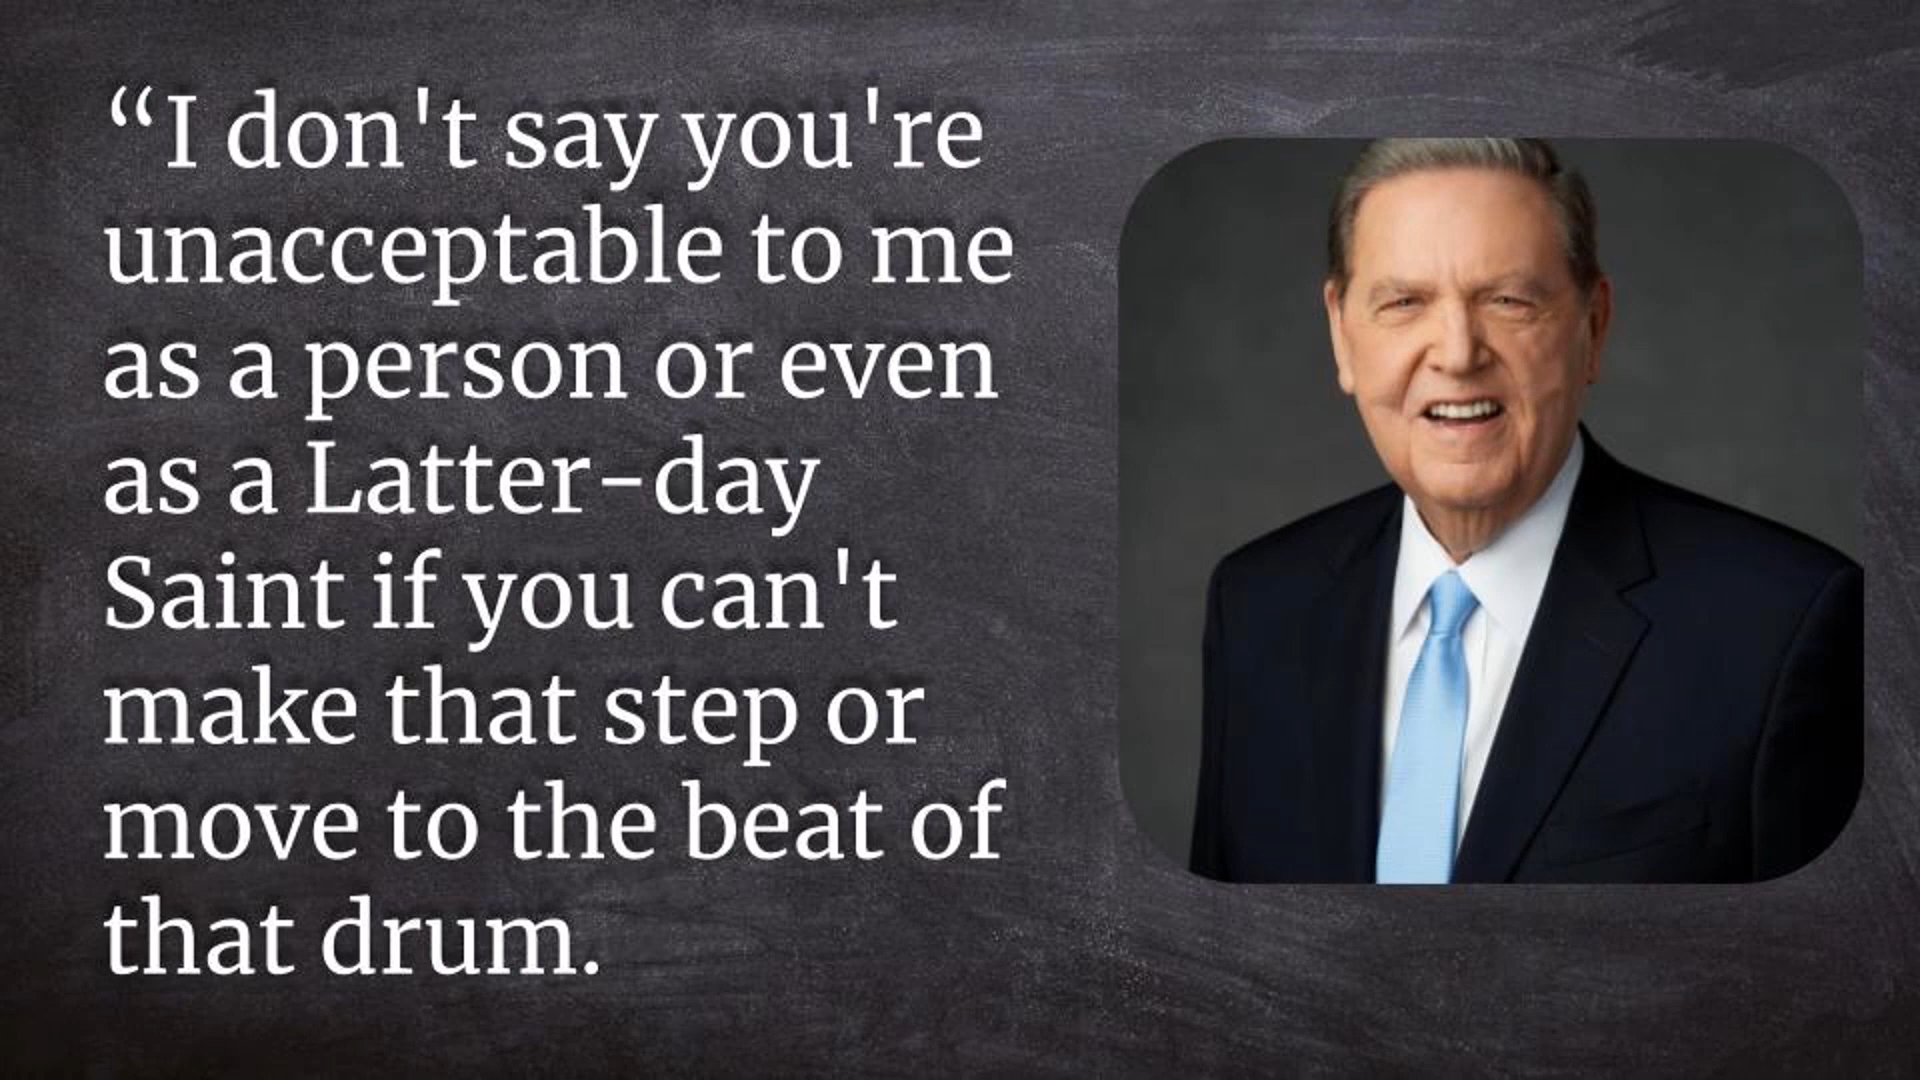 “I don't say you're
unacceptable to me
as a person or even
as a Latter-day
Saint if you can't
make that step or
move to the beat of
that drum.